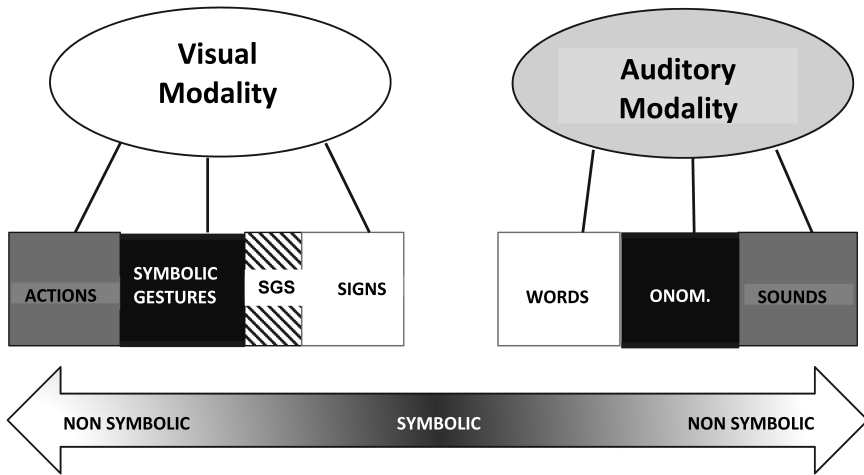 Visual
Modality
Auditory
Modality
ACTIONS
SYMBOLIC
GESTURES
SGS
SIGNS
WORDS
ONOM.
SOUNDS
NON SYMBOLIC
SYMBOLIC
NON SYMBOLIC